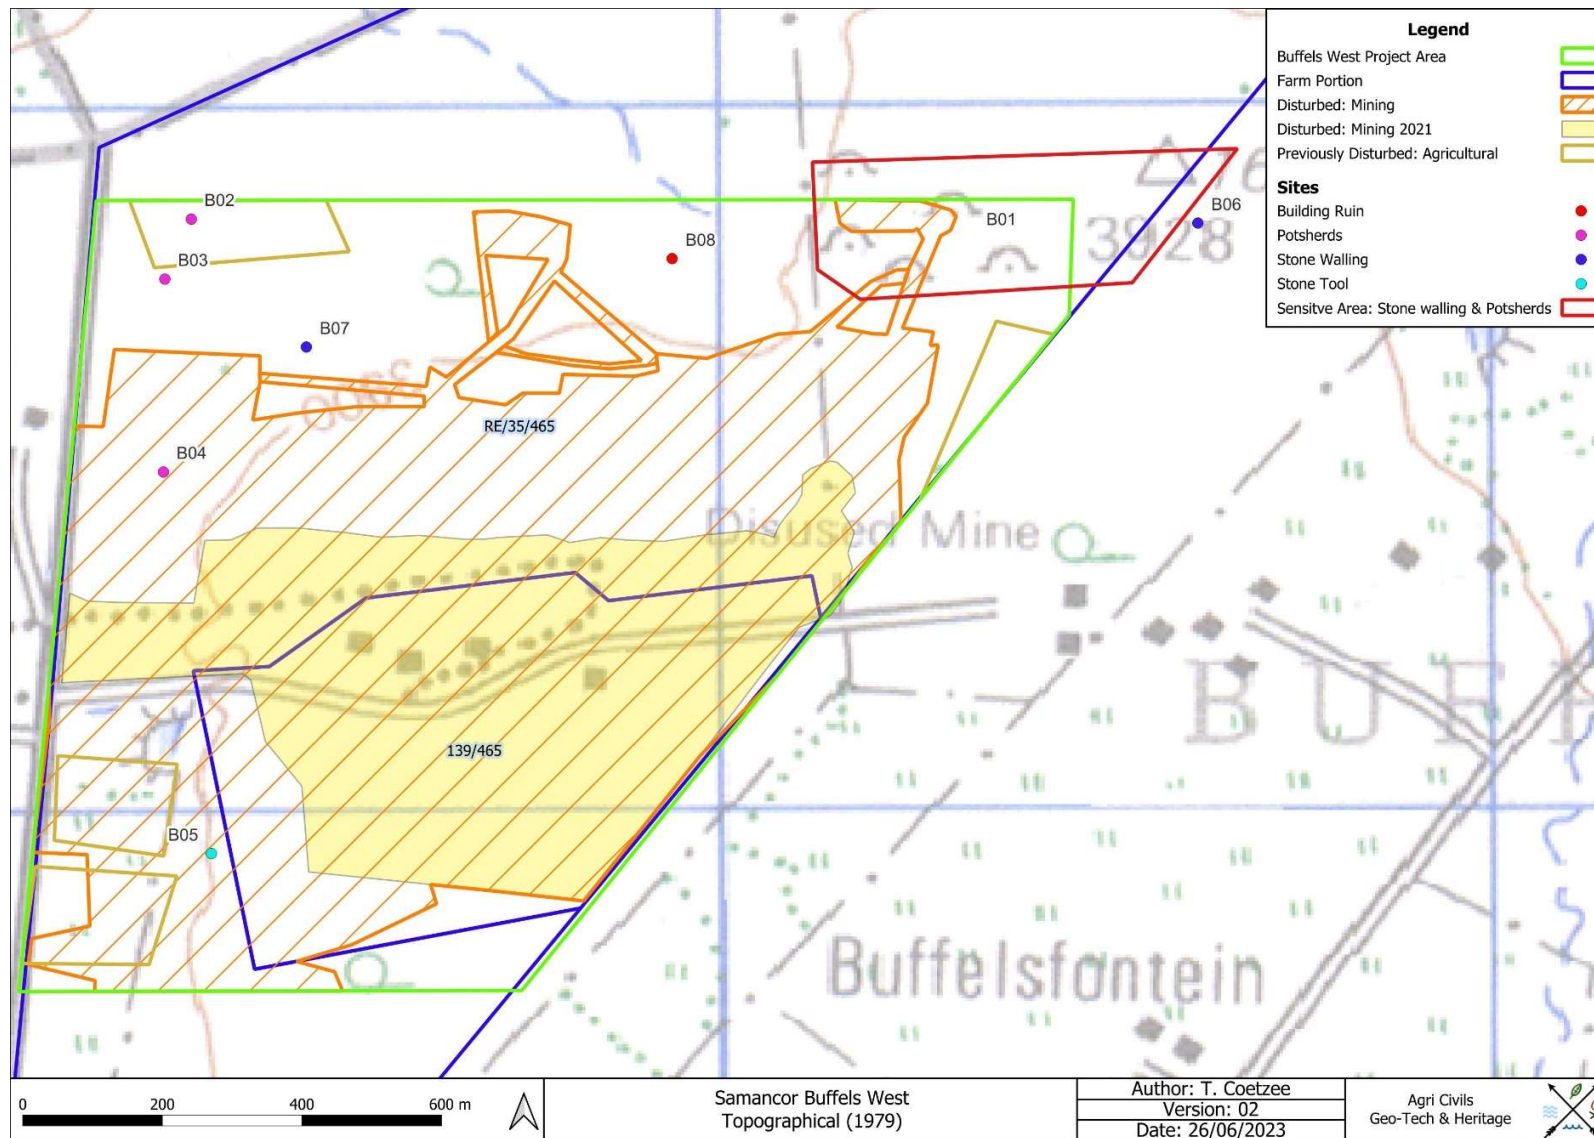 Legend
Buffels West Project Area
Farm Portion
Disturbed: Mining
Disturbed: Mining 2021
Previously Disturbed: Agricultural
Sites
Building Ruin
Potsherds
Stone Walling
Stone Tool
Sensitve Area: Stone walling & Potsherds
B02
B03
B07
B08
B01
B06
16
3928
3900
RE/35/465
B04
Disused Mine
139/465
B05
Buffelsfontein
0 200 400 600 m
Samancor Buffels West
Topographical (1979)
Author: T. Coetzee
Version: 02
Date: 26/06/2023
Agri Civils
Geo-Tech & Heritage